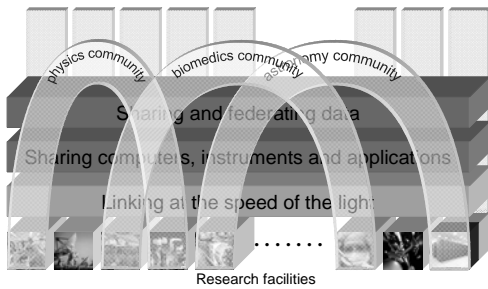 physics community
biomedics community
astronomy community
Sharing and federating data
Sharing computers, instruments and applications
Linking at the speed of the light
.......
Research facilities